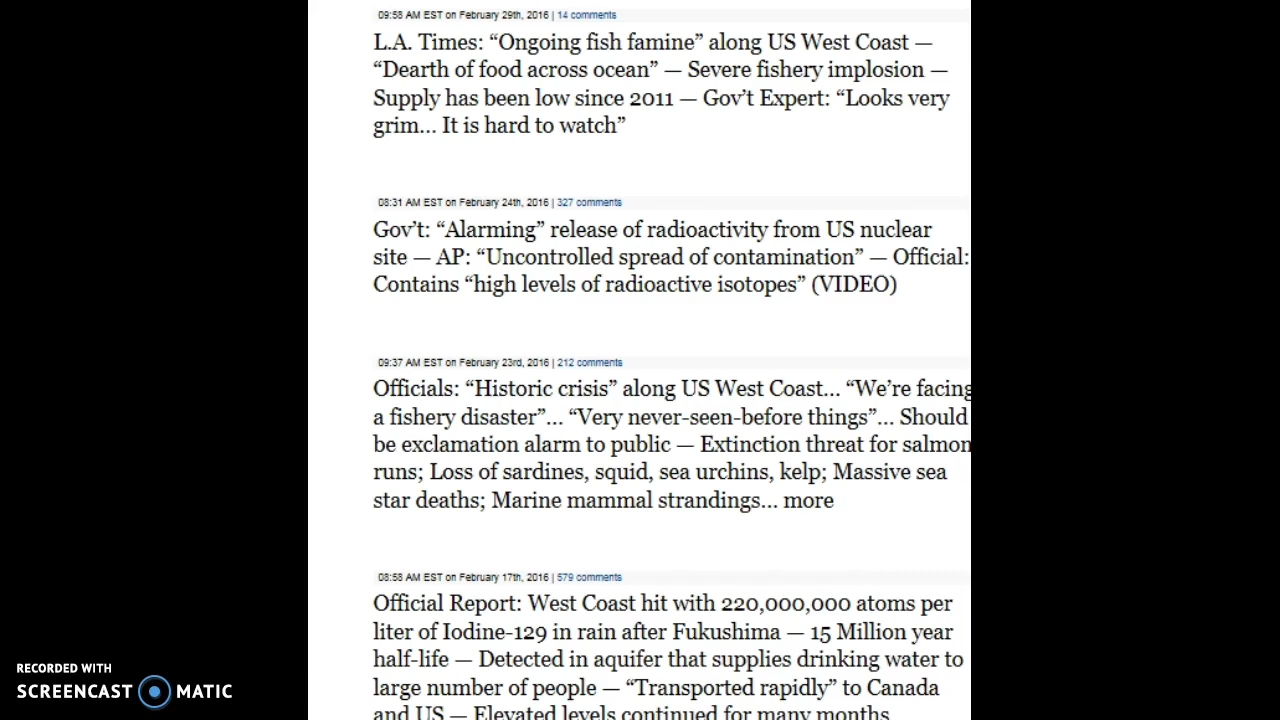 09:58 AM EST on February 29th, 2016 | 14 comments
L.A. Times: “Ongoing fish famine” along US West Coast —
“Dearth of food across ocean” — Severe fishery implosion —
Supply has been low since 2011 — Gov’t Expert: “Looks very
grim… It is hard to watch”
08:31 AM EST on February 24th, 2016 | 327 comments
Gov’t: “Alarming” release of radioactivity from US nuclear
site — AP: “Uncontrolled spread of contamination” — Official:
Contains “high levels of radioactive isotopes” (VIDEO)
09:37 AM EST on February 23rd, 2016 | 212 comments
Officials: “Historic crisis” along US West Coast… “We’re facing
a fishery disaster”… “Very never-seen-before things”… Should
be exclamation alarm to public — Extinction threat for salmon
runs; Loss of sardines, squid, sea urchins, kelp; Massive sea
star deaths; Marine mammal strandings… more
08:58 AM EST on February 17th, 2016 | 579 comments
Official Report: West Coast hit with 220,000,000 atoms per
liter of Iodine-129 in rain after Fukushima — 15 Million year
half-life — Detected in aquifer that supplies drinking water to
large number of people — “Transported rapidly” to Canada
and US — Elevated levels continued for many months
RECORDED WITH
SCREENCAST MATIC